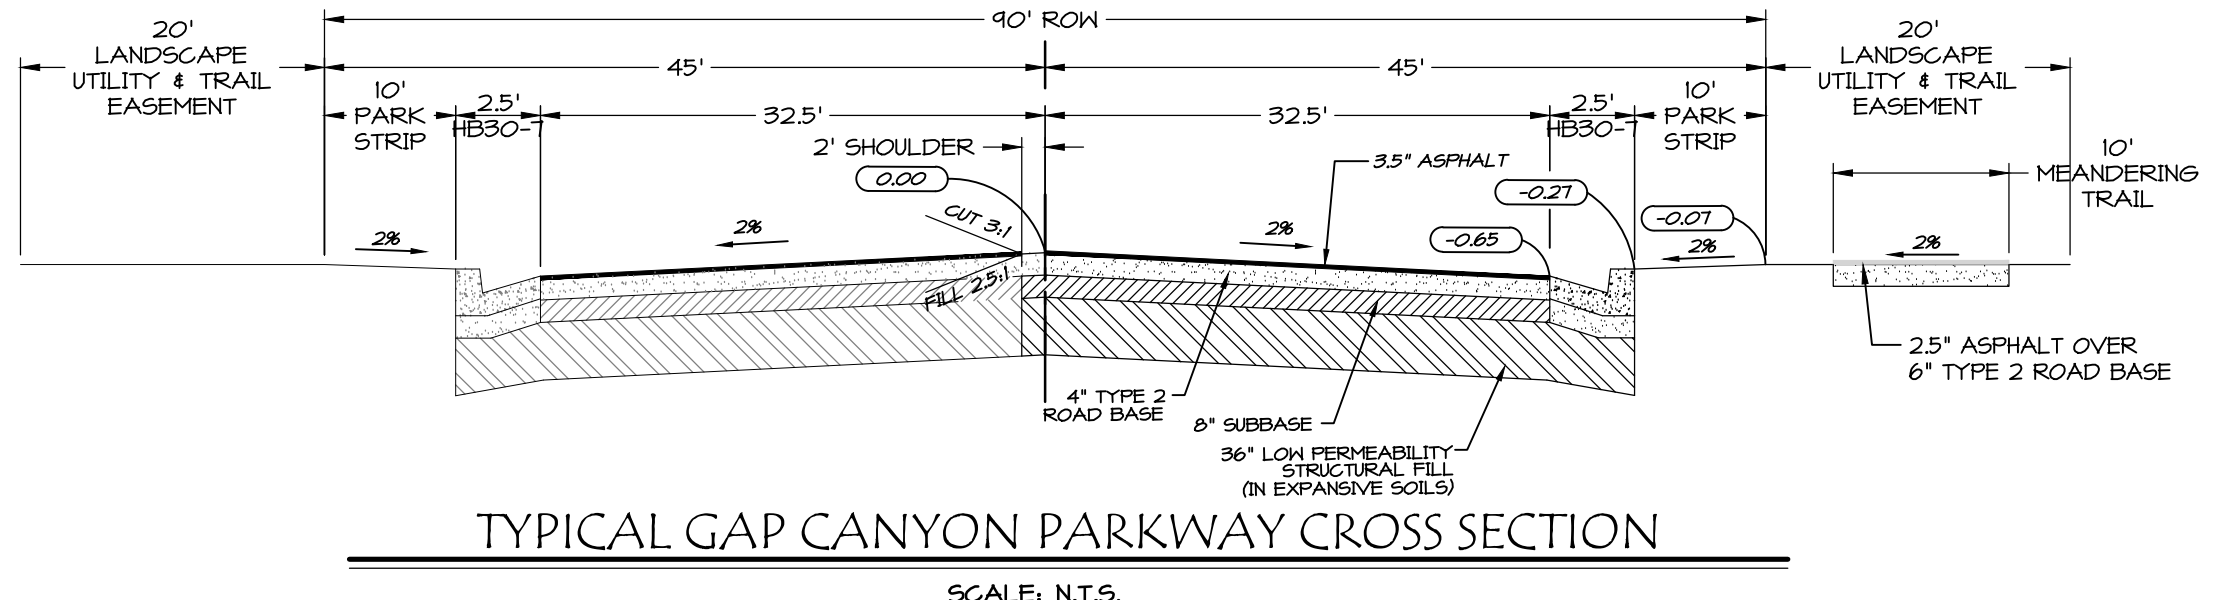 90' ROW
20'
LANDSCAPE
UTILITY & TRAIL
EASEMENT
45'
45'
20'
LANDSCAPE
UTILITY & TRAIL
EASEMENT
10'
PARK
STRIP
2.5'
HB30-7
32.5'
32.5'
2.5'
HB30-7
10'
PARK
STRIP
2' SHOULDER
3.5" ASPHALT
10'
MEANDERING
TRAIL
0.00
-0.27
-0.07
-0.65
CUT 3:1
FILL 2.5:1
2%
2%
2%
2%
2%
2.5" ASPHALT OVER
6" TYPE 2 ROAD BASE
4" TYPE 2
ROAD BASE
8" SUBBASE
36" LOW PERMEABILITY
STRUCTURAL FILL
(IN EXPANSIVE SOILS)
TYPICAL GAP CANYON PARKWAY CROSS SECTION
SCALE: N.T.S.